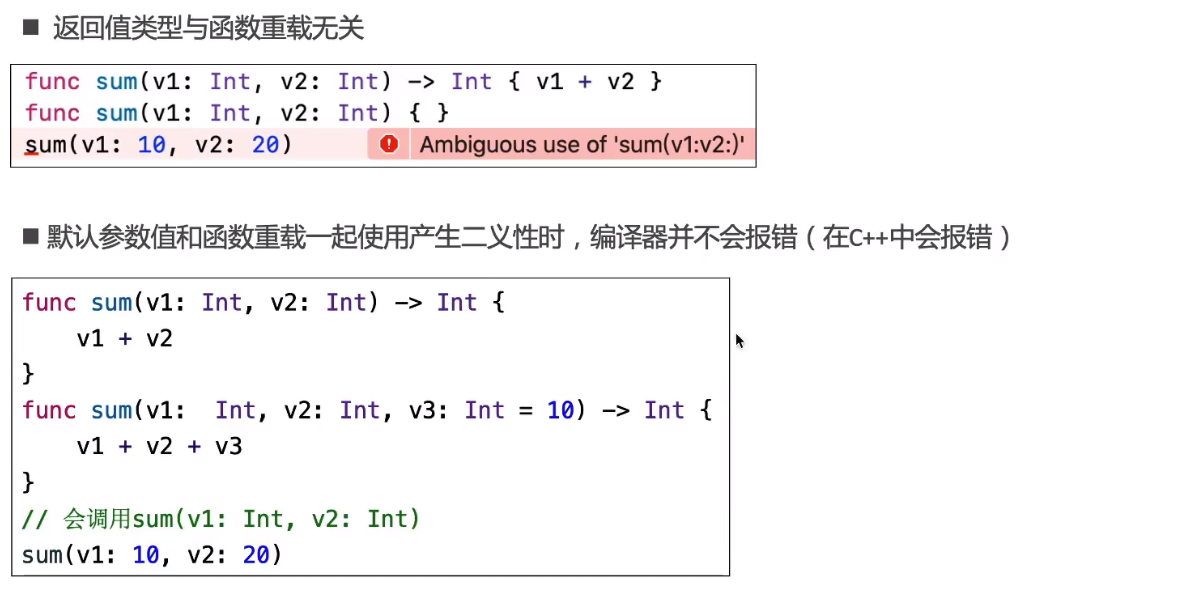 ■ 返回值类型与函数重载无关
func sum(v1: Int, v2: Int) -> Int { v1 + v2 }
func sum(v1: Int, v2: Int) { }
sum(v1: 10, v2: 20) Ambiguous use of 'sum(v1:v2:)'
■ 默认参数值和函数重载一起使用产生二义性时，编译器并不会报错（在C++中会报错）
func sum(v1: Int, v2: Int) -> Int {
    v1 + v2
}
func sum(v1:  Int, v2: Int, v3: Int = 10) -> Int {
    v1 + v2 + v3
}
// 会调用sum(v1: Int, v2: Int)
sum(v1: 10, v2: 20)